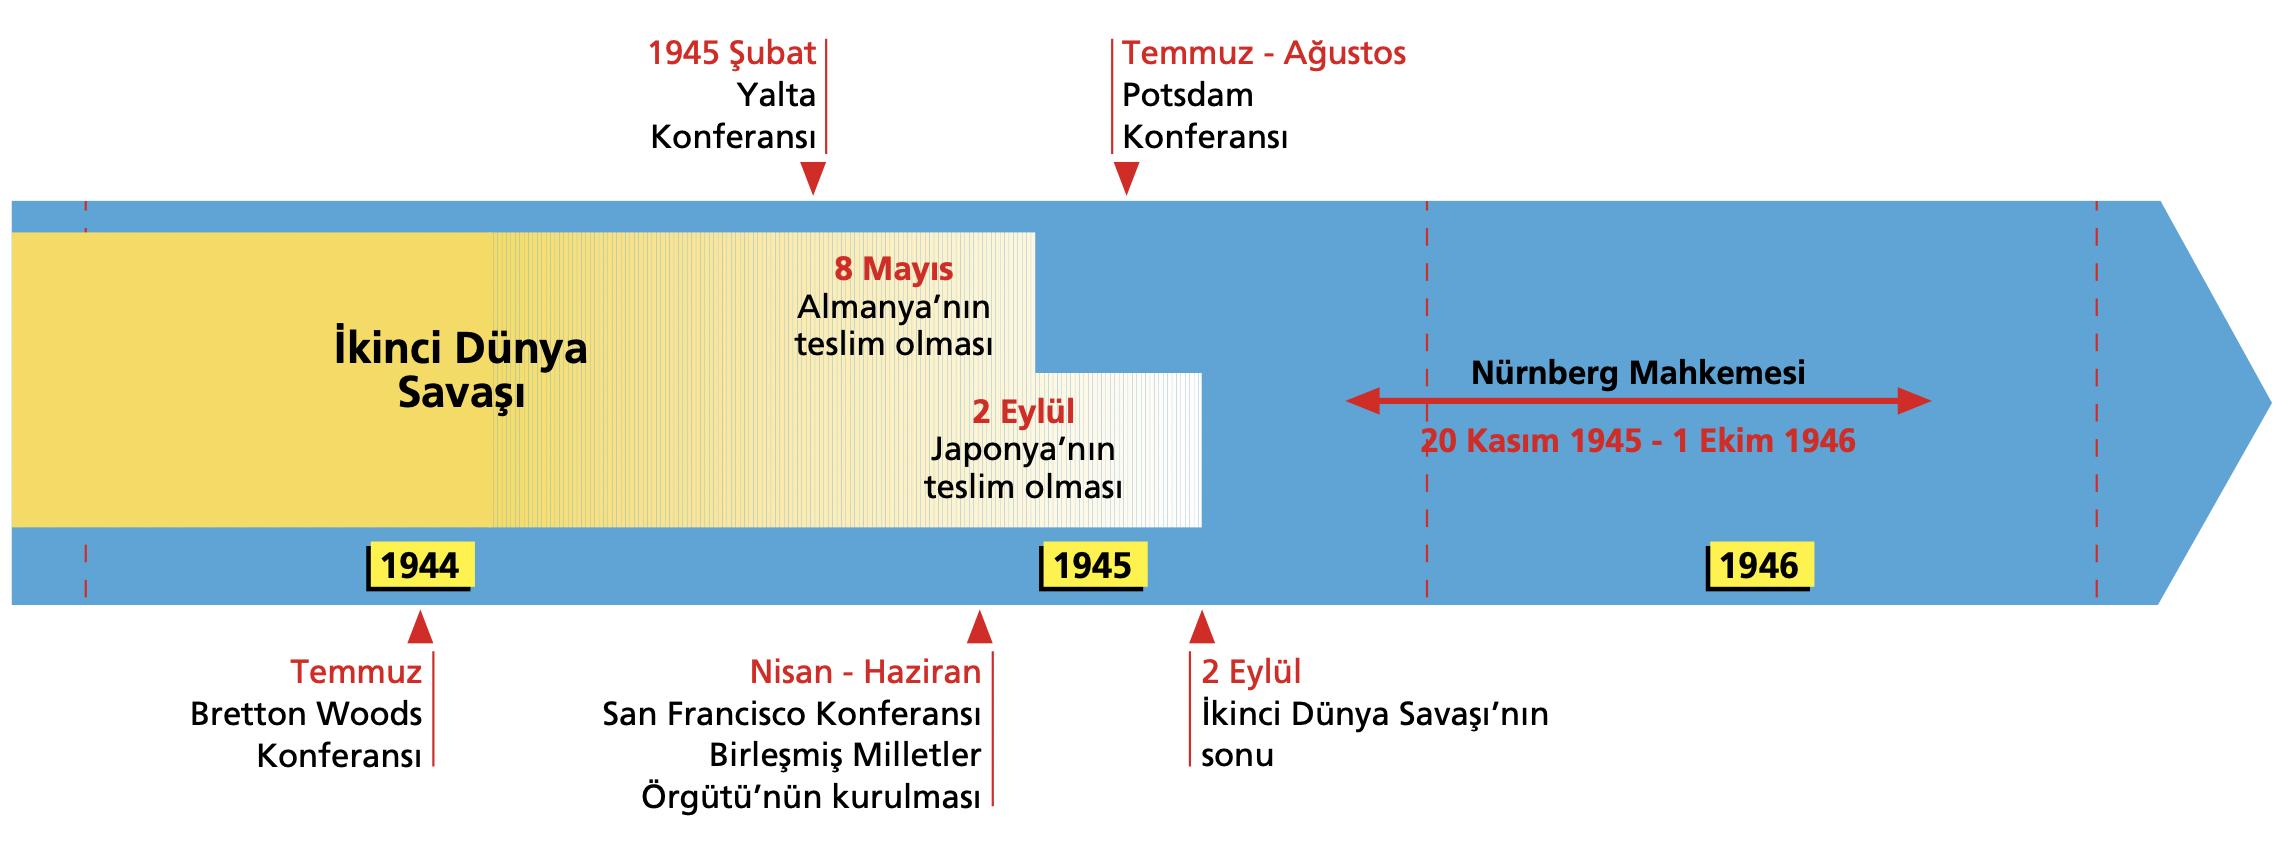 1945 Şubat
Yalta
Konferansı
Temmuz - Ağustos
Potsdam
Konferansı
8 Mayıs
Almanya’nın
teslim olması
İkinci Dünya
Savaşı
2 Eylül
Japonya’nın
teslim olması
Nürnberg Mahkemesi
20 Kasım 1945 - 1 Ekim 1946
1944
1945
1946
Temmuz
Bretton Woods
Konferansı
Nisan - Haziran
San Francisco Konferansı
Birleşmiş Milletler
Örgütü’nün kurulması
2 Eylül
İkinci Dünya Savaşı’nın
sonu